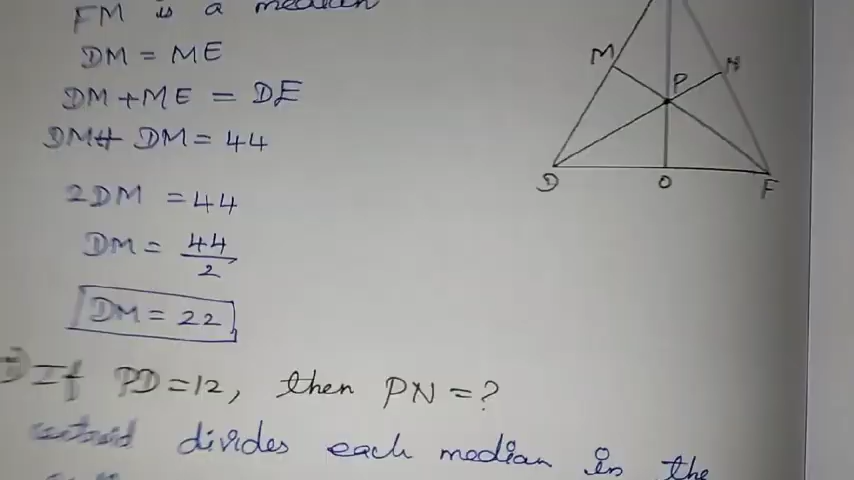 FM is a median
DM = ME
DM + ME = DE
DM + DM = 44
2DM = 44
DM = 44/2
DM = 22
If PD = 12, then PN = ?
centroid divides each median in the
M
N
P
D
O
F